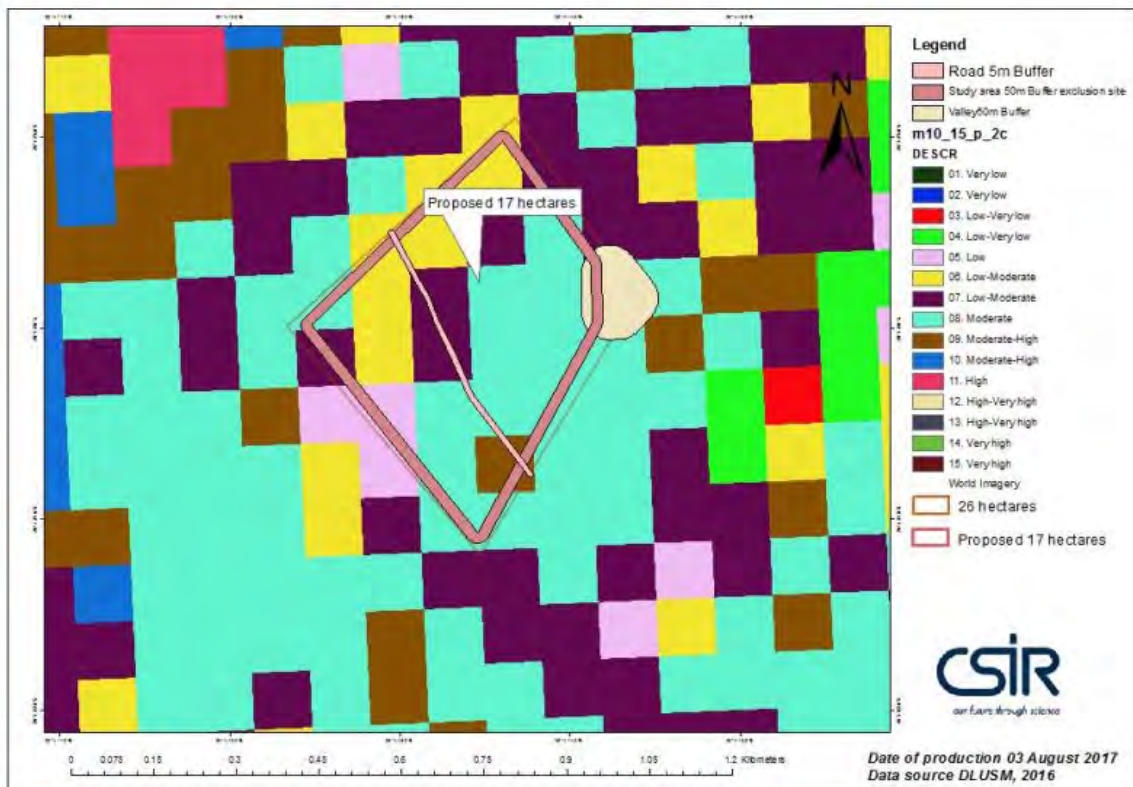 N
Proposed 17 hectares
Legend
Road 5m Buffer
Study area 50m Buffer exclusion site
Valley50m Buffer
m10_15_p_2c
DESCR
01. Very low
02. Very low
03. Low-Very low
04. Low-Very low
05. Low
06. Low-Moderate
07. Low-Moderate
08. Moderate
09. Moderate-High
10. Moderate-High
11. High
12. High-Very high
13. High-Very high
14. Very high
15. Very high
World Imagery
26 hectares
Proposed 17 hectares
CSIR
our future through science
0 0.075 0.15 0.3 0.45 0.6 0.75 0.9 1.05 1.2 Kilometers
Date of production 03 August 2017
Data source DLUSM, 2016